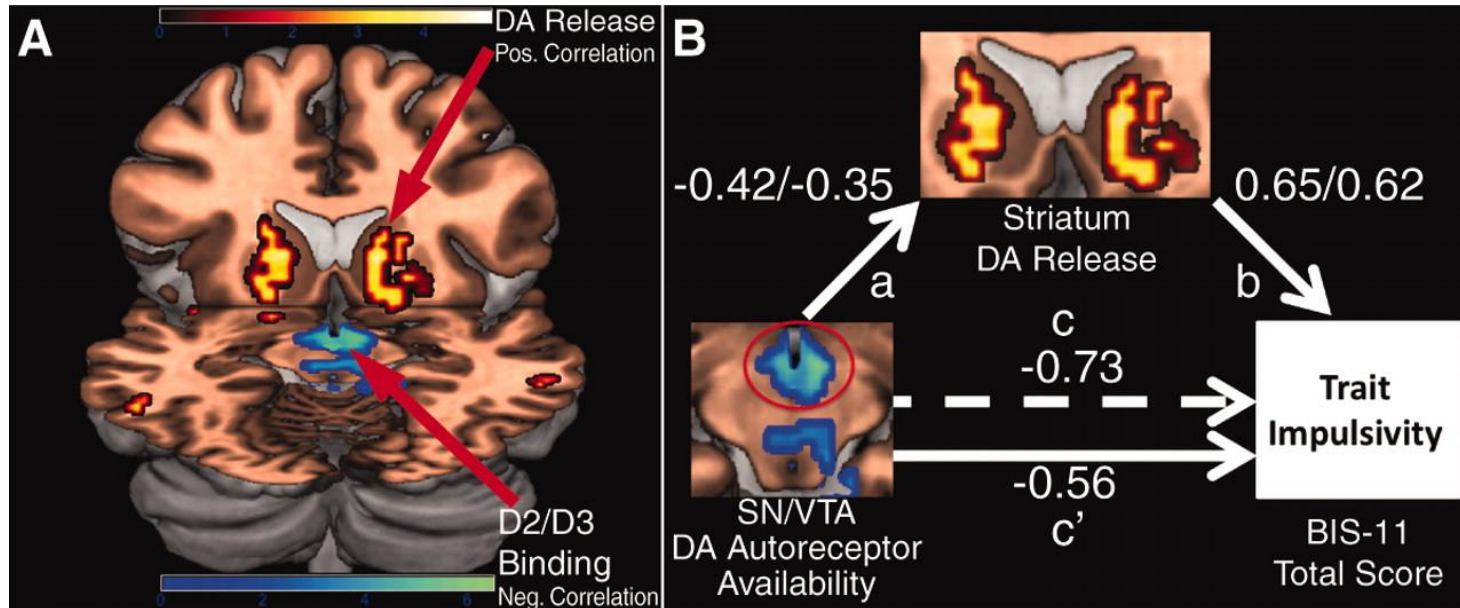 A
0 1 2 3 4
DA Release
Pos. Correlation
D2/D3
Binding
Neg. Correlation
0 2 4 6
B
-0.42/-0.35
0.65/0.62
Striatum
DA Release
a
b
c
-0.73
Trait
Impulsivity
-0.56
c’
SN/VTA
DA Autoreceptor
Availability
BIS-11
Total Score